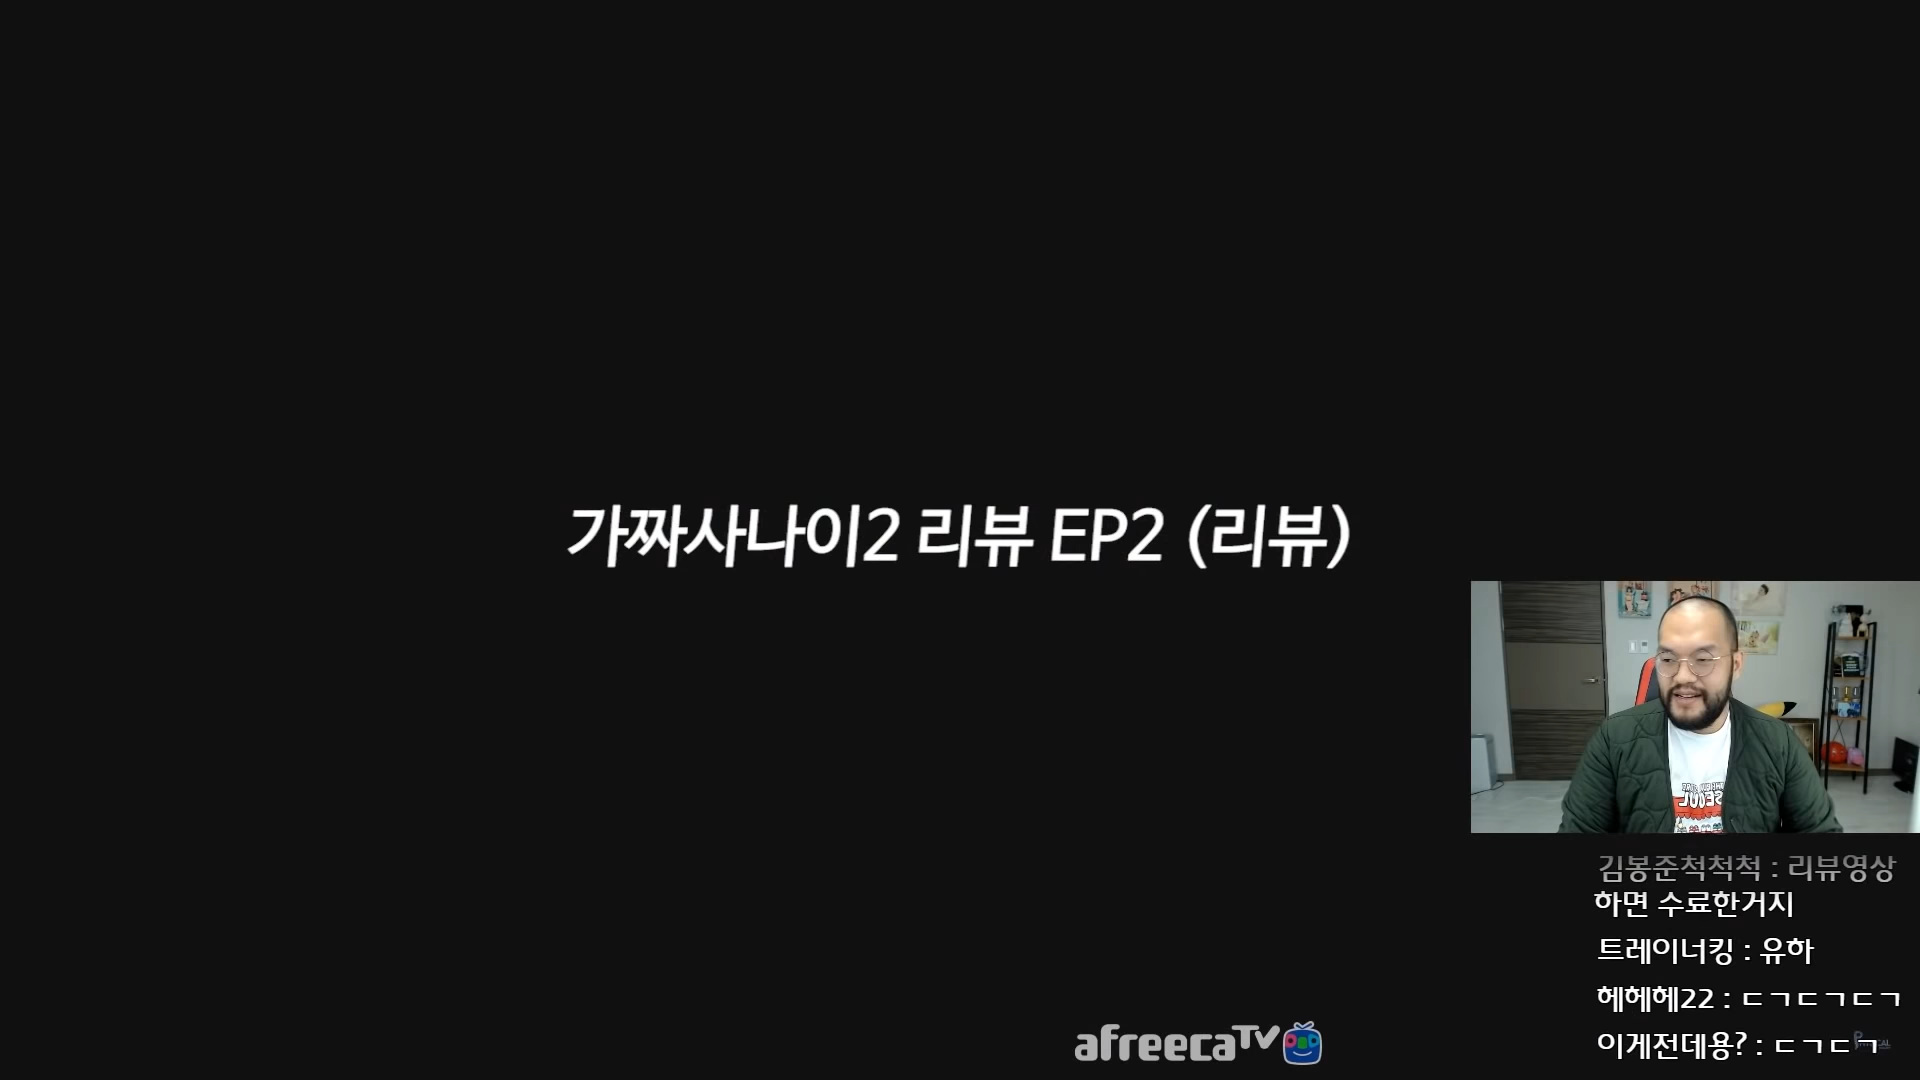 가짜사나이2 리뷰 EP2 (리뷰)
SEOUL
김봉준척척척 : 리뷰영상
하면 수료한거지
트레이너킹 : 유하
헤헤헤22 : ㄷㄱㄷㄱㄷㄱ
이게전데용? : ㄷㄱㄷㄱ
afreecaTV